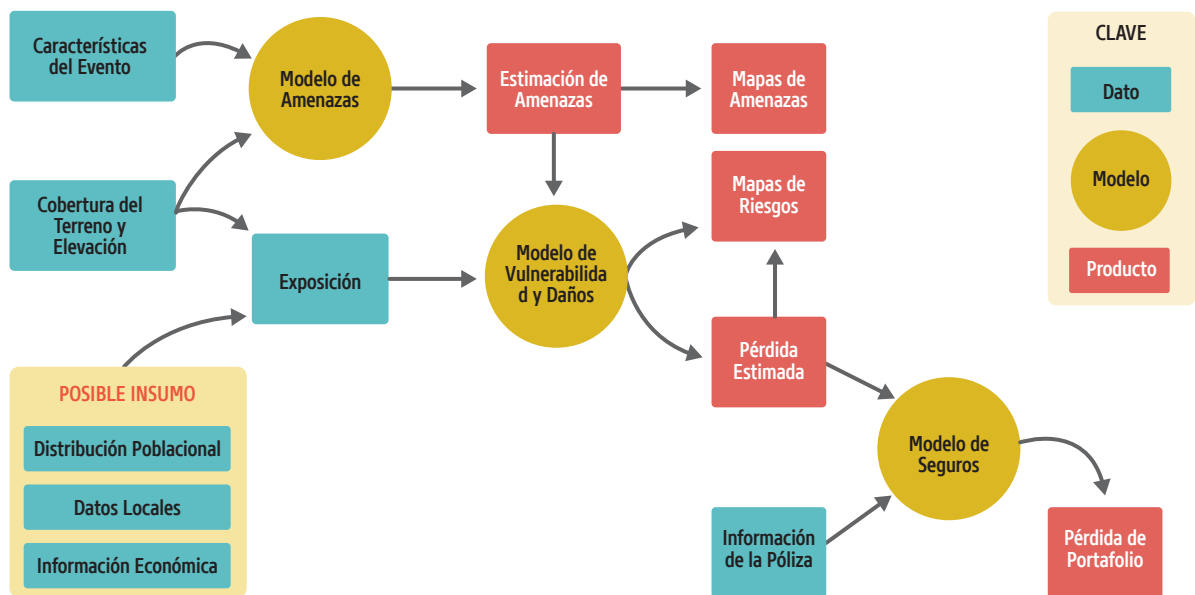 Características
del Evento
Modelo de
Amenazas
Estimación de
Amenazas
Mapas de
Amenazas
CLAVE
Dato
Modelo
Producto
Cobertura del
Terreno y
Elevación
Exposición
Modelo de
Vulnerabilida
d y Daños
Mapas de
Riesgos
Pérdida
Estimada
POSIBLE INSUMO
Distribución Poblacional
Datos Locales
Información Económica
Modelo de
Seguros
Información
de la Póliza
Pérdida de
Portafolio